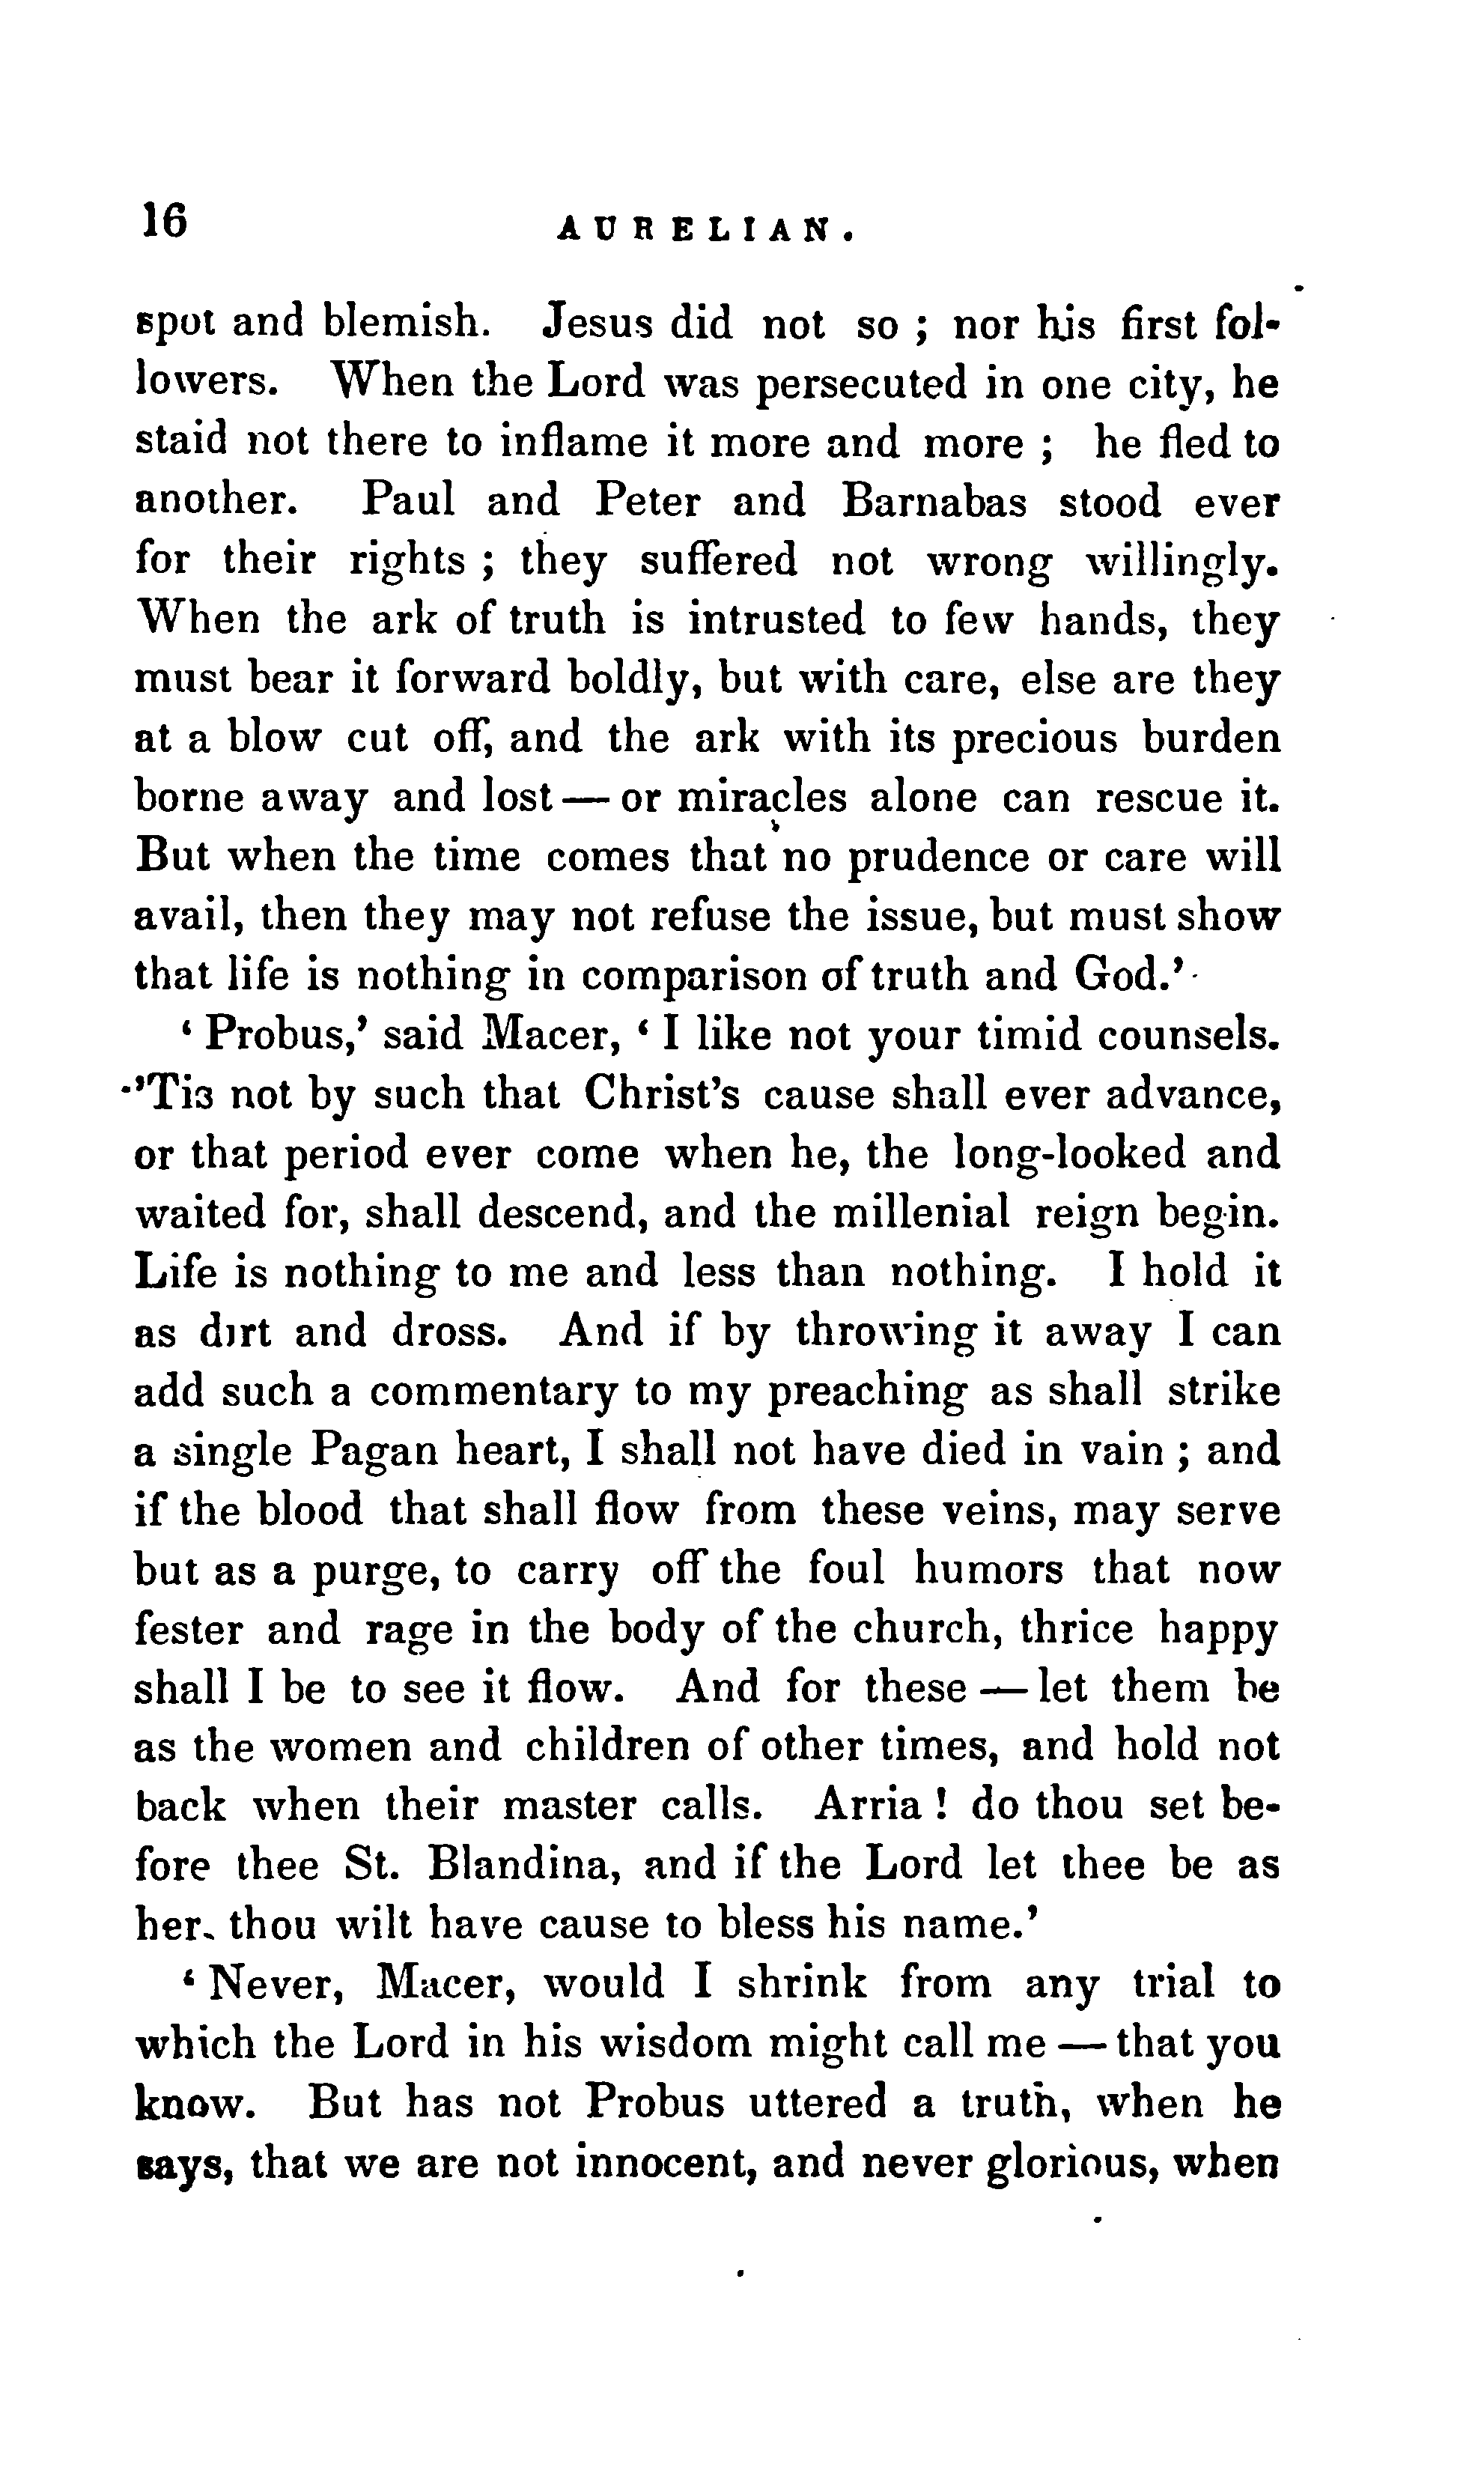 16 AURELIAN.
spot and blemish. Jesus did not so ; nor his first fol-
lowers. When the Lord was persecuted in one city, he
staid not there to inflame it more and more ; he fled to
another. Paul and Peter and Barnabas stood ever
for their rights ; they suffered not wrong willingly.
When the ark of truth is intrusted to few hands, they
must bear it forward boldly, but with care, else are they
at a blow cut off, and the ark with its precious burden
borne away and lost — or miracles alone can rescue it.
But when the time comes that no prudence or care will
avail, then they may not refuse the issue, but must show
that life is nothing in comparison of truth and God.'
‘ Probus,’ said Macer, ‘ I like not your timid counsels.
'Tis not by such that Christ's cause shall ever advance,
or that period ever come when he, the long-looked and
waited for, shall descend, and the millenial reign begin.
Life is nothing to me and less than nothing. I hold it
as dirt and dross. And if by throwing it away I can
add such a commentary to my preaching as shall strike
a single Pagan heart, I shall not have died in vain ; and
if the blood that shall flow from these veins, may serve
but as a purge, to carry off the foul humors that now
fester and rage in the body of the church, thrice happy
shall I be to see it flow. And for these — let them be
as the women and children of other times, and hold not
back when their master calls. Arria ! do thou set be-
fore thee St. Blandina, and if the Lord let thee be as
her, thou wilt have cause to bless his name.’
‘ Never, Macer, would I shrink from any trial to
which the Lord in his wisdom might call me — that you
know. But has not Probus uttered a truth, when he
says, that we are not innocent, and never glorious, when